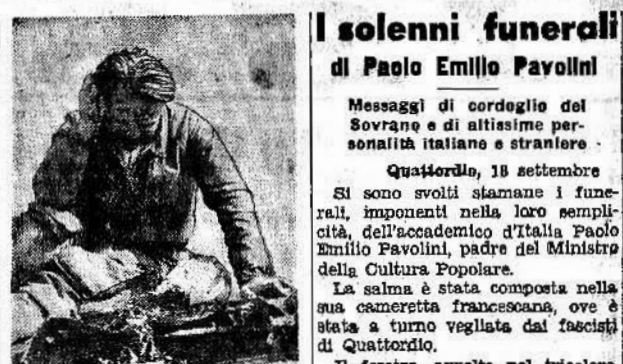 I solenni funerali
di Paolo Emilio Pavolini
Messaggi di cordoglio del
Sovrano e di altissime per-
sonalità italiane e straniere
Quattordio, 18 settembre
Si sono svolti stamane i fune-
rali, imponenti nella loro sempli-
cità, dell'accademico d'Italia Paolo
Emilio Pavolini, padre del Ministro
della Cultura Popolare.
La salma è stata composta nella
sua cameretta francescana, ove è
stata a turno vegliata dai fascisti
di Quattordio.